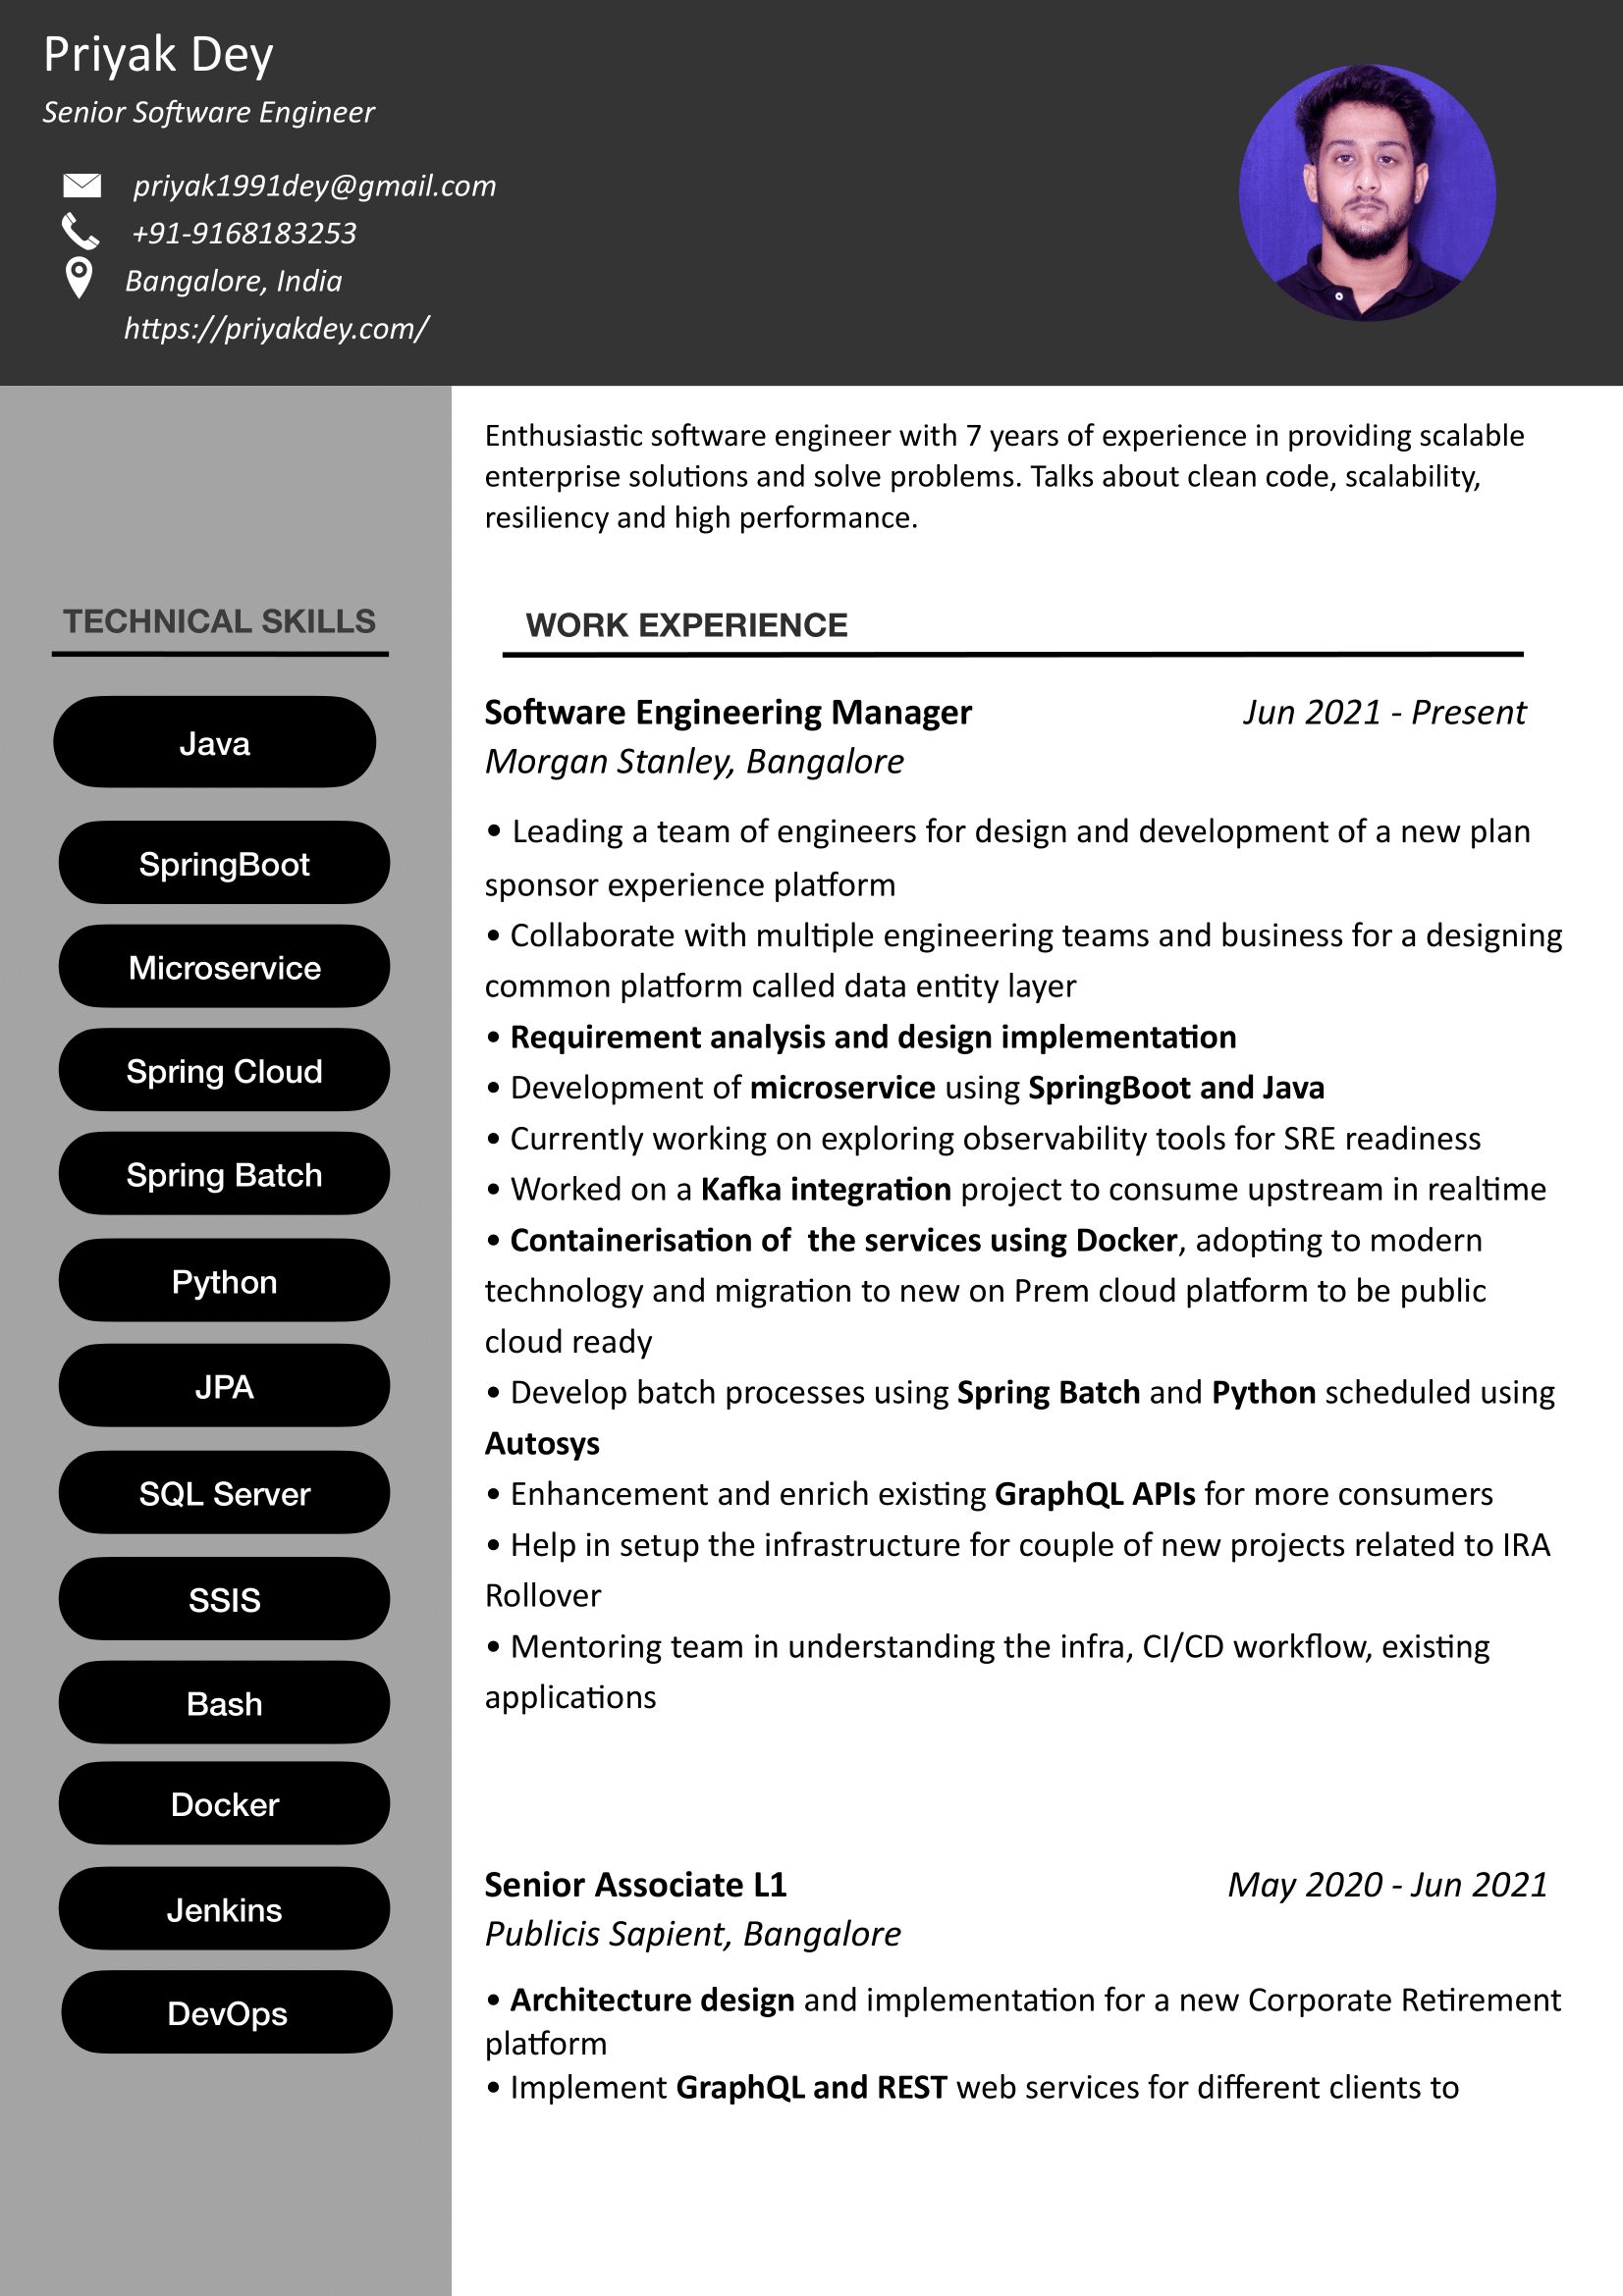 Priyak Dey
Senior Software Engineer
priyak1991dey@gmail.com
+91-9168183253
Bangalore, India
https://priyakdey.com/
Enthusiastic software engineer with 7 years of experience in providing scalable
enterprise solutions and solve problems. Talks about clean code, scalability,
resiliency and high performance.
TECHNICAL SKILLS
Java
SpringBoot
Microservice
Spring Cloud
Spring Batch
Python
JPA
SQL Server
SSIS
Bash
Docker
Jenkins
DevOps
WORK EXPERIENCE
Software Engineering Manager Jun 2021 - Present
Morgan Stanley, Bangalore
• Leading a team of engineers for design and development of a new plan
sponsor experience platform
• Collaborate with multiple engineering teams and business for a designing
common platform called data entity layer
• Requirement analysis and design implementation
• Development of microservice using SpringBoot and Java
• Currently working on exploring observability tools for SRE readiness
• Worked on a Kafka integration project to consume upstream in realtime
• Containerisation of  the services using Docker, adopting to modern
technology and migration to new on Prem cloud platform to be public
cloud ready
• Develop batch processes using Spring Batch and Python scheduled using
Autosys
• Enhancement and enrich existing GraphQL APIs for more consumers
• Help in setup the infrastructure for couple of new projects related to IRA
Rollover
• Mentoring team in understanding the infra, CI/CD workflow, existing
applications
Senior Associate L1 May 2020 - Jun 2021
Publicis Sapient, Bangalore
• Architecture design and implementation for a new Corporate Retirement
platform
• Implement GraphQL and REST web services for different clients to